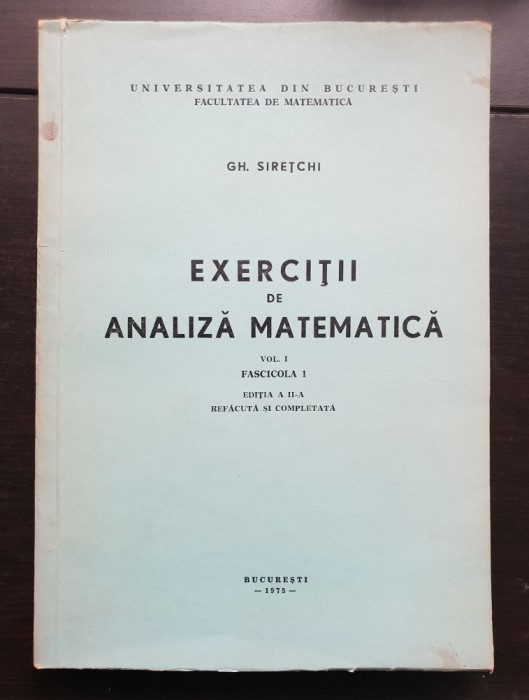 UNIVERSITATEA DIN BUCUREŞTI
FACULTATEA DE MATEMATICĂ
GH. SIREŢCHI
EXERCIŢII
DE
ANALIZĂ MATEMATICĂ
VOL. I
FASCICOLA 1
EDIŢIA A II-A
REFĂCUTĂ ŞI COMPLETATĂ
BUCUREŞTI
— 1975 —